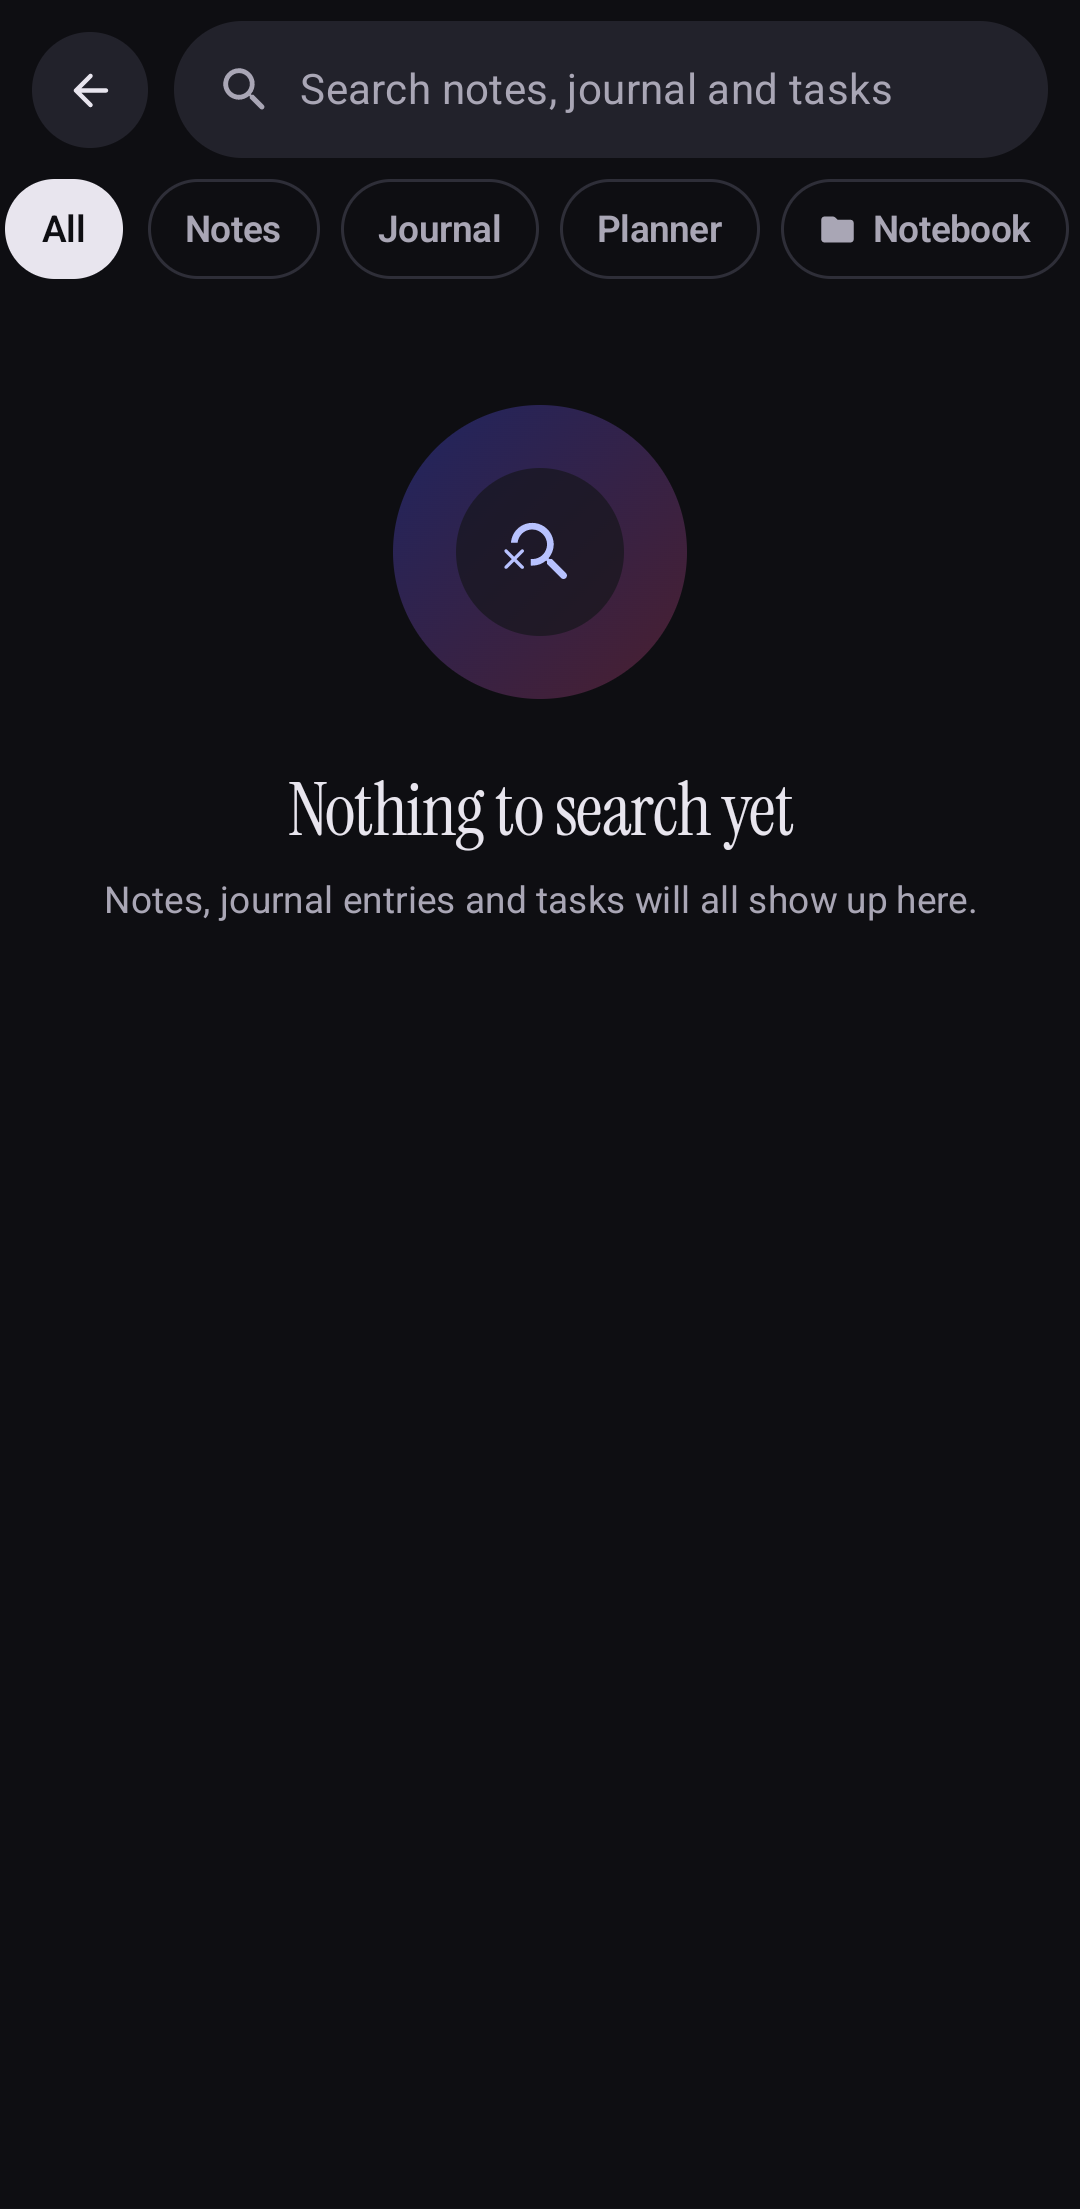 Search notes, journal and tasks
All Notes Journal Planner Notebook
Nothing to search yet
Notes, journal entries and tasks will all show up here.